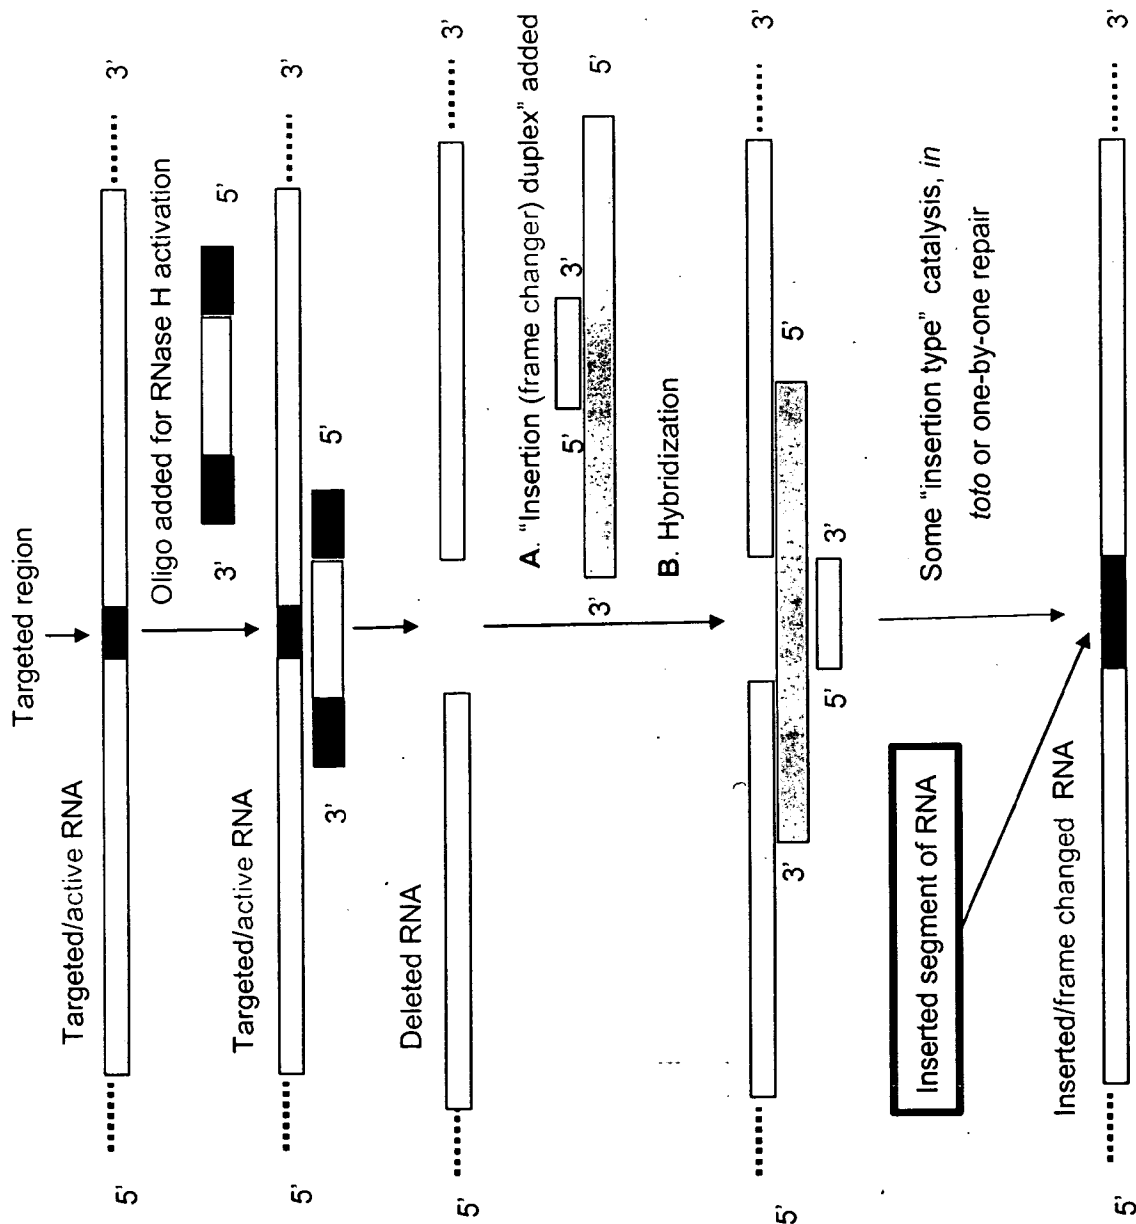 Targeted region
Targeted/active RNA
5'
3'
Oligo added for RNase H activation
3'
5'
Targeted/active RNA
5'
3'
3'
5'
Deleted RNA
5'
3'
A. "Insertion (frame changer) duplex" added
5'
3'
3'
5'
B. Hybridization
5'
3'
3'
5'
5'
3'
Some "insertion type" catalysis, in
toto or one-by-one repair
Inserted segment of RNA
Inserted/frame changed RNA
5'
3'